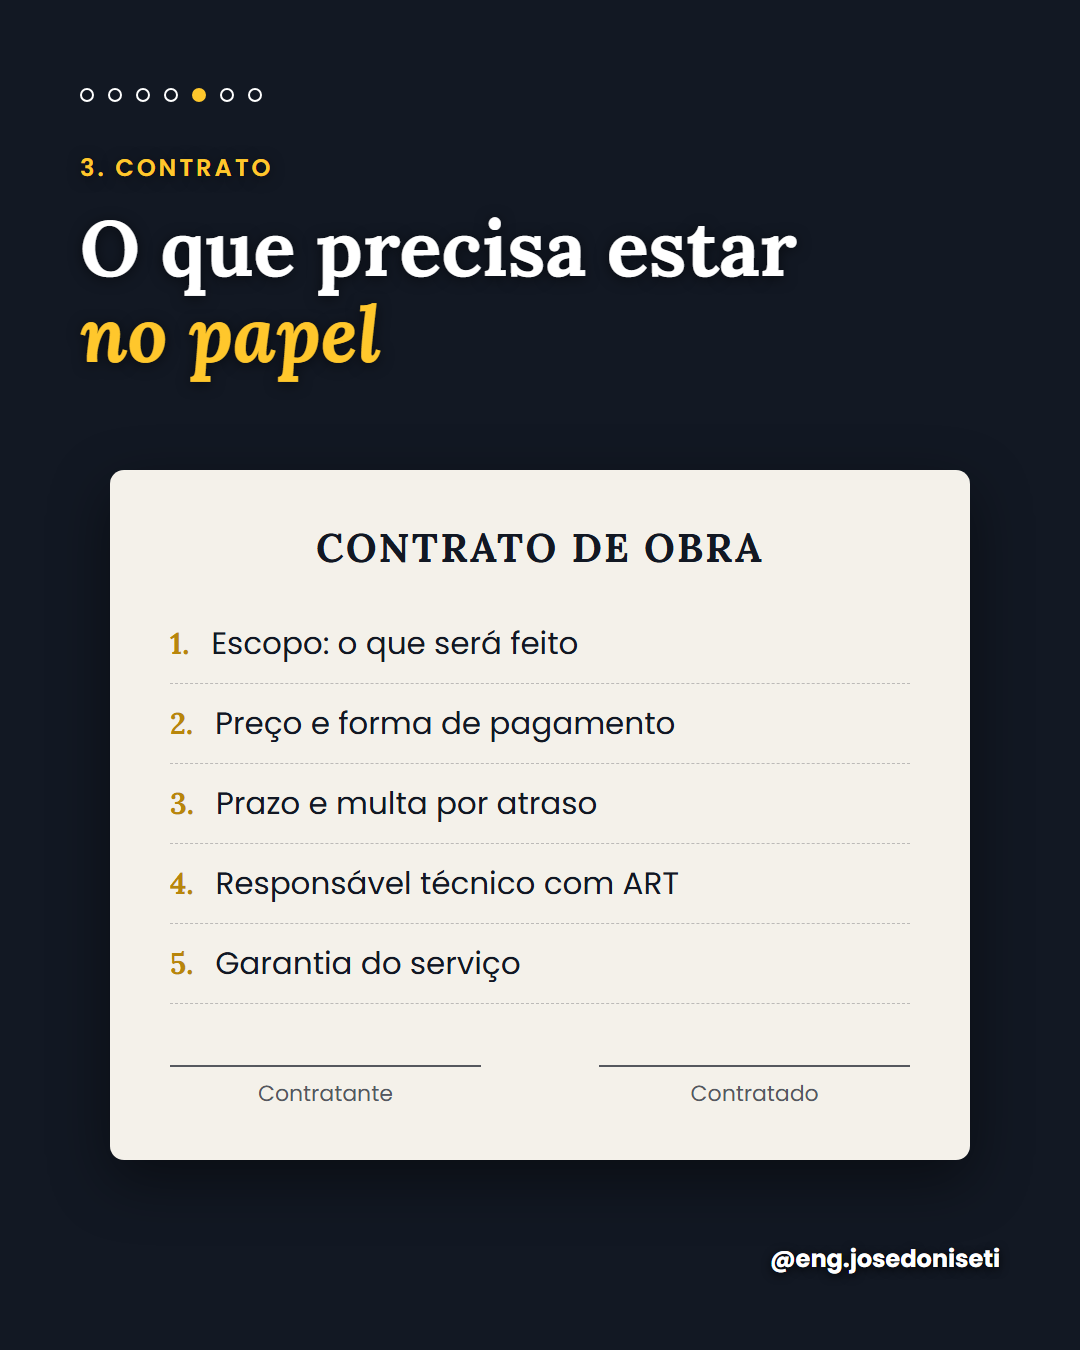 3. CONTRATO
O que precisa estar
no papel
CONTRATO DE OBRA
1. Escopo: o que será feito
2. Preço e forma de pagamento
3. Prazo e multa por atraso
4. Responsável técnico com ART
5. Garantia do serviço
Contratante
Contratado
@eng.josedoniseti